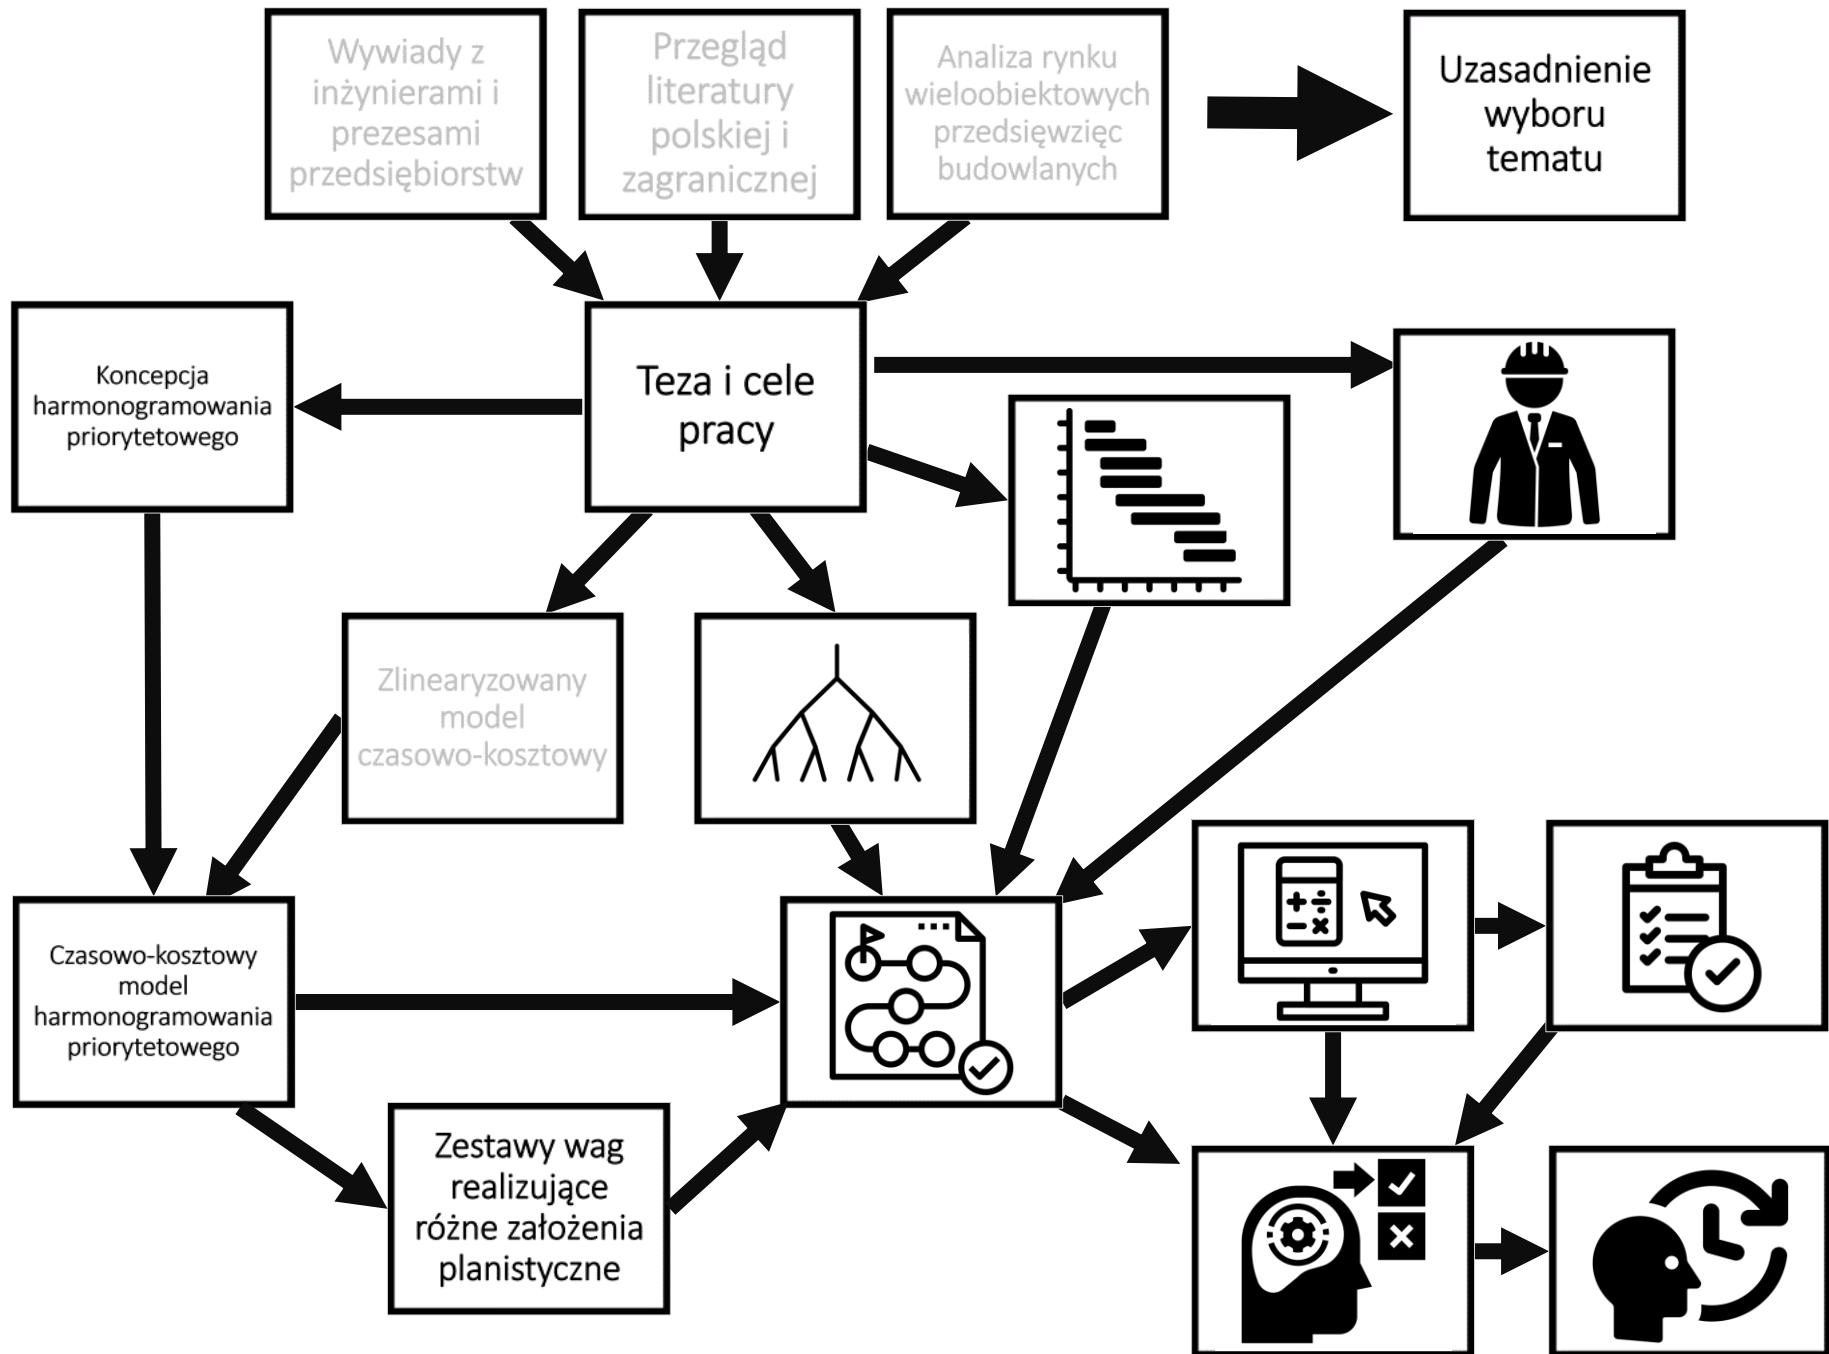 Wywiady z
inżynierami i
prezesami
przedsiębiorstw
Przegląd
literatury
polskiej i
zagranicznej
Analiza rynku
wieloobiektowych
przedsięwzięc
budowlanych
Uzasadnienie
wyboru
tematu
Koncepcja
harmonogramowania
priorytetowego
Teza i cele
pracy
Zlinearyzowany
model
czasowo-kosztowy
Czasowo-kosztowy
model
harmonogramowania
priorytetowego
Zestawy wag
realizujące
różne założenia
planistyczne